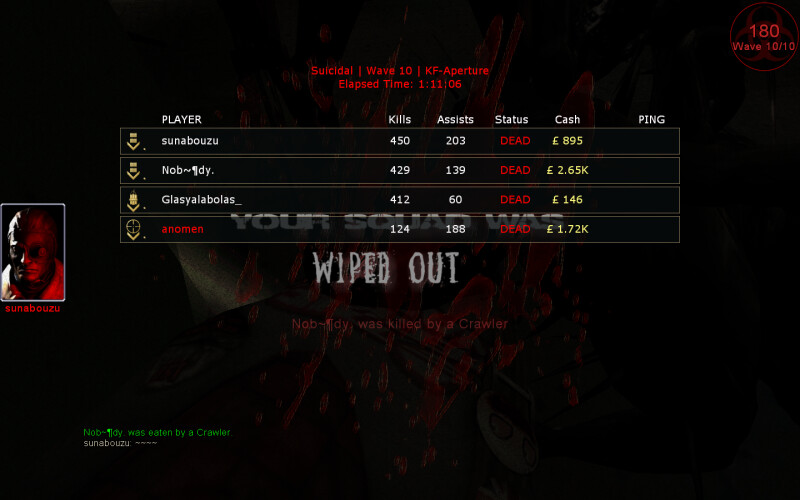 180
Wave 10/10
Suicidal | Wave 10 | KF-Aperture
Elapsed Time: 1:11:06
PLAYER Kills Assists Status Cash PING
sunabouzu 450 203 DEAD £ 895
Nob~¶dy. 429 139 DEAD £ 2.65K
Glasyalabolas_ 412 60 DEAD £ 146
YOUR SQUAD WAS
anomen 124 188 DEAD £ 1.72K
WIPED OUT
sunabouzu
Nob~¶dy. was killed by a Crawler
Nob~¶dy. was eaten by a Crawler.
sunabouzu: ~~~~